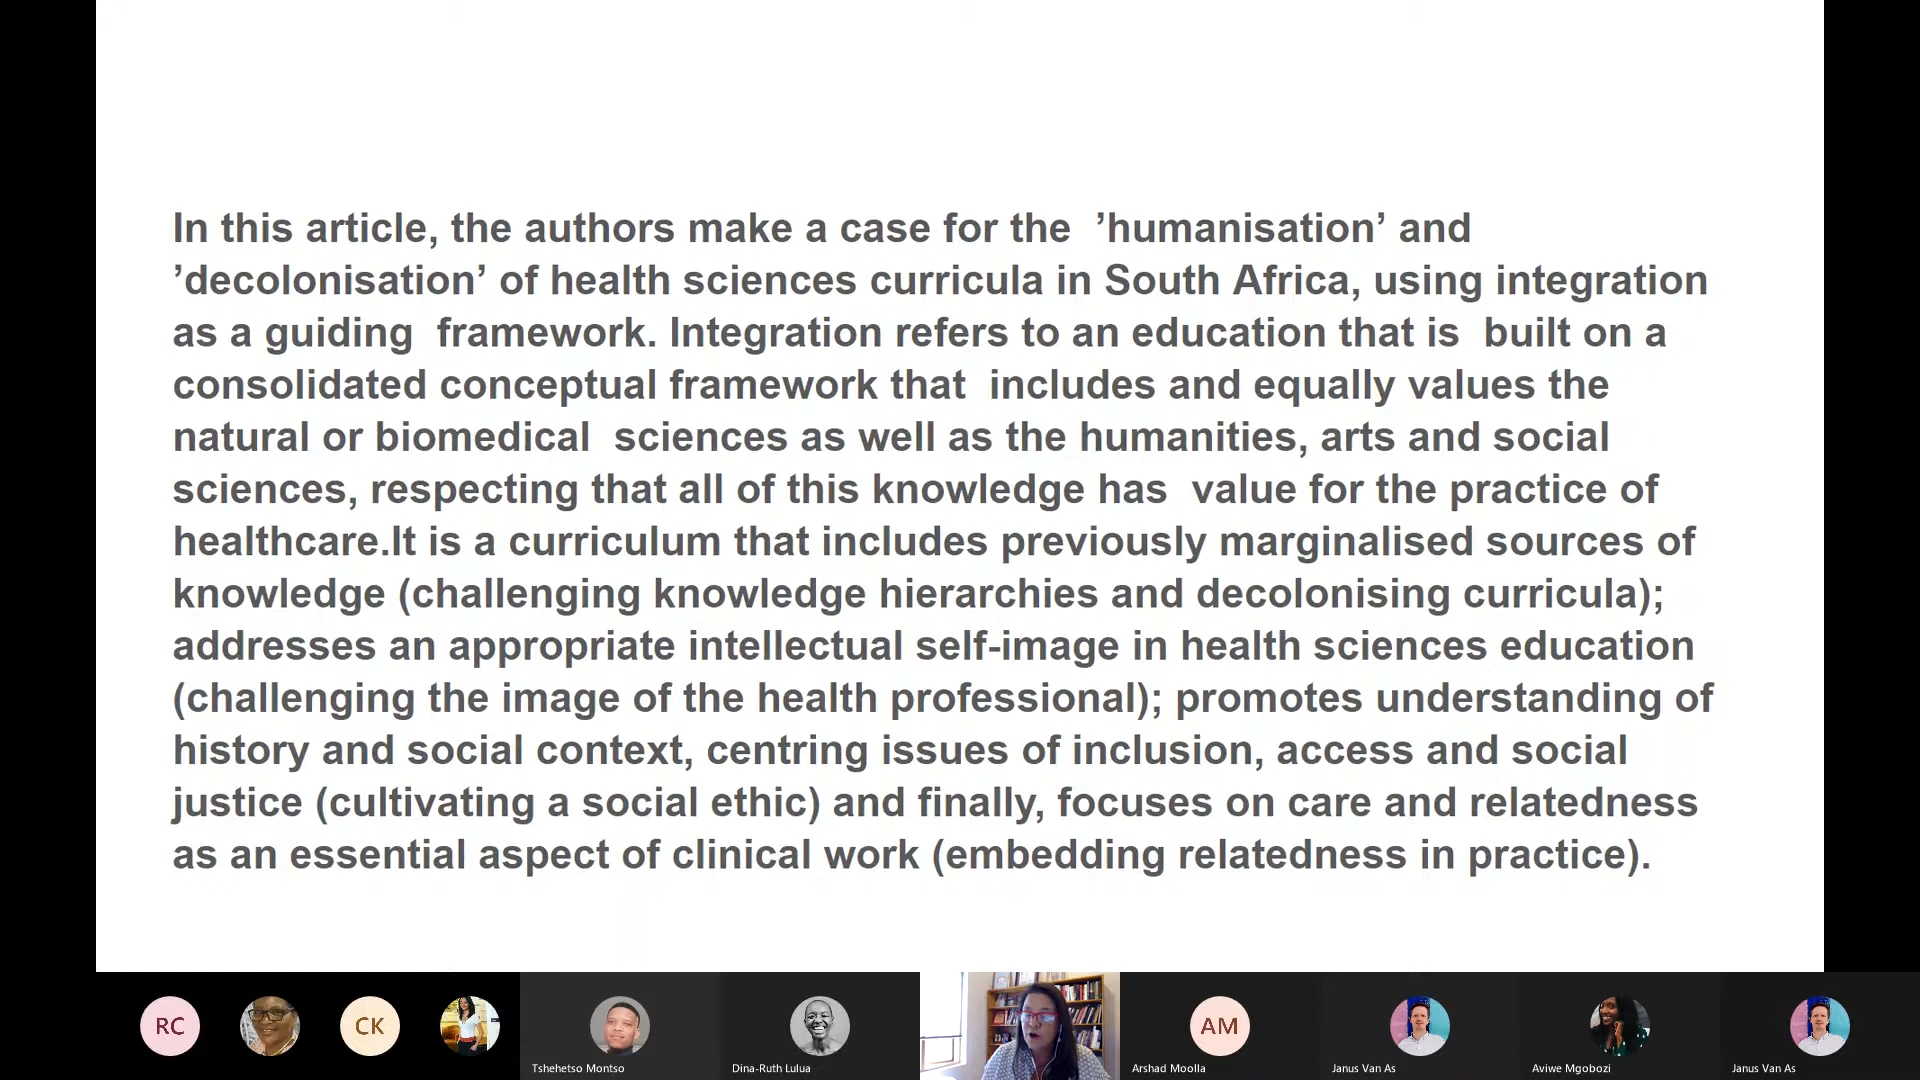 In this article, the authors make a case for the  ’humanisation’ and
’decolonisation’ of health sciences curricula in South Africa, using integration
as a guiding  framework. Integration refers to an education that is  built on a
consolidated conceptual framework that  includes and equally values the
natural or biomedical  sciences as well as the humanities, arts and social
sciences, respecting that all of this knowledge has  value for the practice of
healthcare.It is a curriculum that includes previously marginalised sources of
knowledge (challenging knowledge hierarchies and decolonising curricula);
addresses an appropriate intellectual self-image in health sciences education
(challenging the image of the health professional); promotes understanding of
history and social context, centring issues of inclusion, access and social
justice (cultivating a social ethic) and finally, focuses on care and relatedness
as an essential aspect of clinical work (embedding relatedness in practice).
RC
CK
AM
Tshehetso Montso
Dina-Ruth Lulua
Arshad Moolla
Janus Van As
Aviwe Mgobozi
Janus Van As